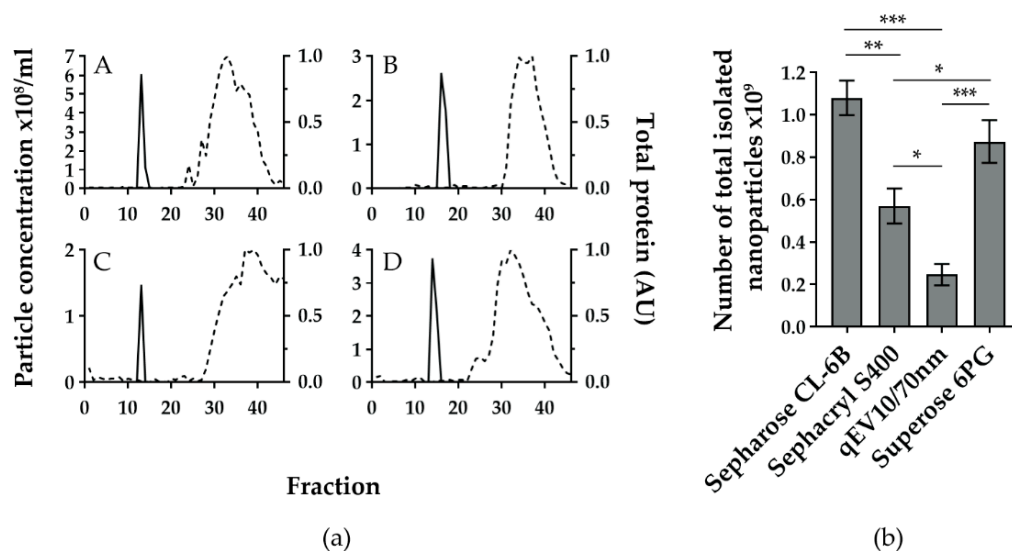 Particle concentration x10⁸/ml
A
7
6
5
4
3
2
1
0
1.0
0.5
0.0
0 10 20 30 40
B
4
3
2
1
0
1.0
0.5
0.0
0 10 20 30 40
C
2
1
0
1.0
0.5
0.0
0 10 20 30 40
D
4
3
2
1
0
1.0
0.5
0.0
0 10 20 30 40
Total protein (AU)
Fraction
(a)
Number of total isolated
nanoparticles x10⁹
1.2
1.0
0.8
0.6
0.4
0.2
0.0
***
**
*
***
*
Sepharose CL-6B
Sephacryl S400
qEV10/70nm
Superose 6PG
(b)